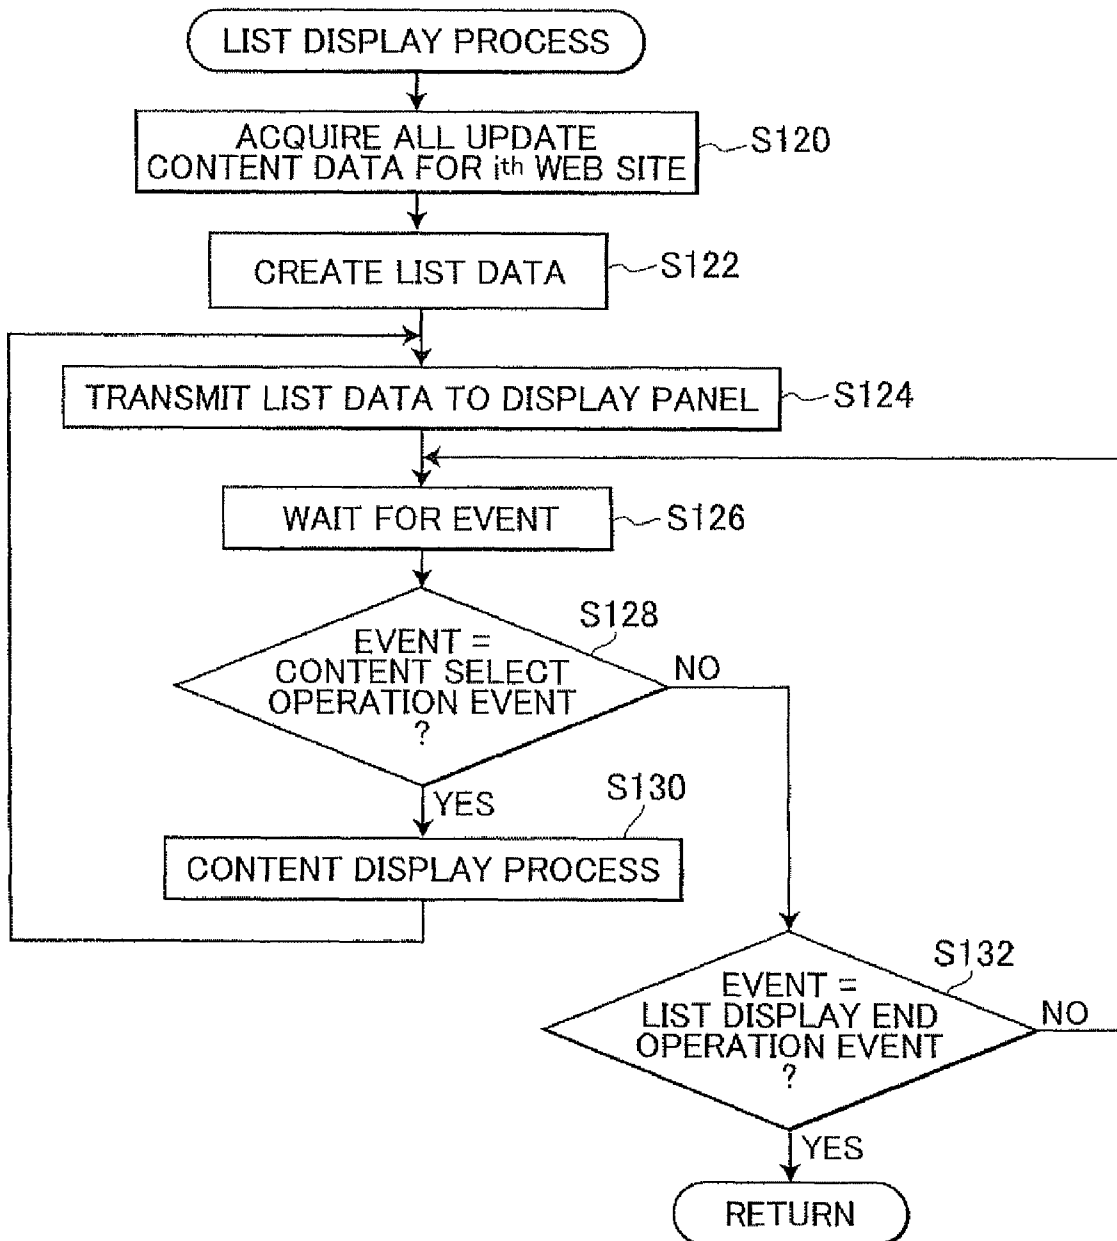 LIST DISPLAY PROCESS
ACQUIRE ALL UPDATE
CONTENT DATA FOR ith WEB SITE
S120
CREATE LIST DATA
S122
TRANSMIT LIST DATA TO DISPLAY PANEL
S124
WAIT FOR EVENT
S126
S128
EVENT =
CONTENT SELECT
OPERATION EVENT
?
NO
YES
S130
CONTENT DISPLAY PROCESS
S132
EVENT =
LIST DISPLAY END
OPERATION EVENT
?
NO
YES
RETURN